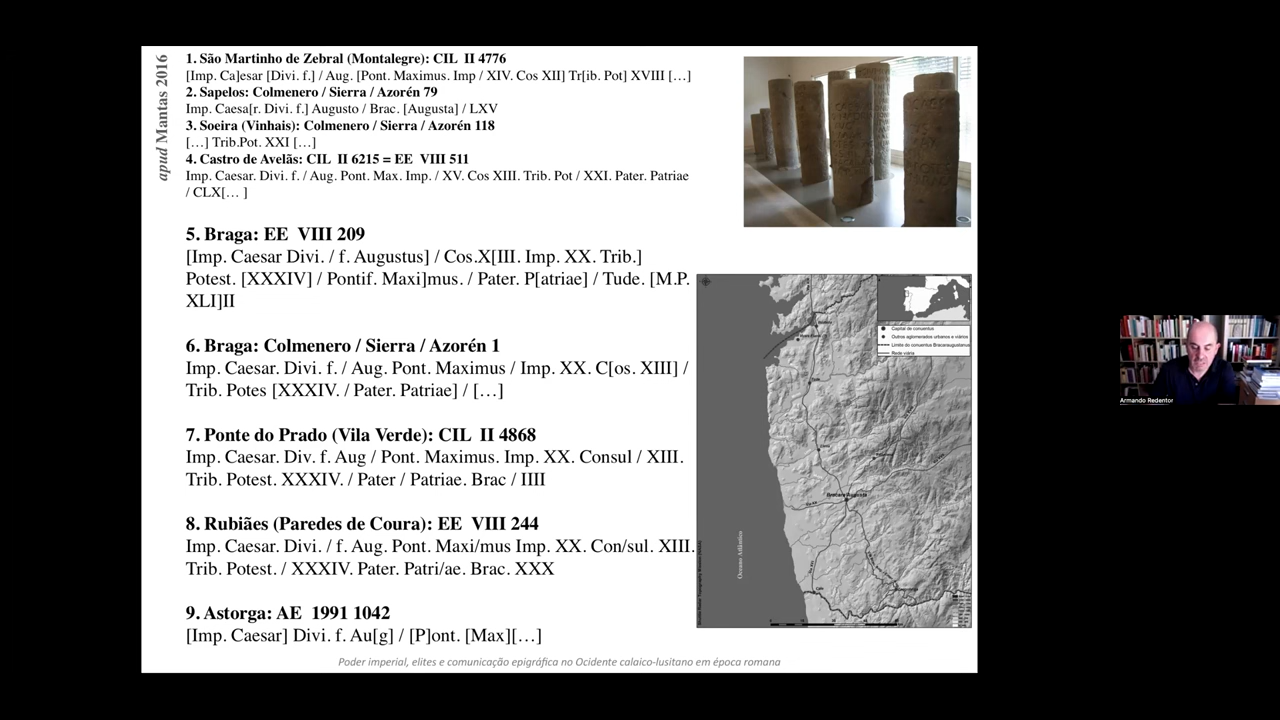 apud Mantas 2016
1. São Martinho de Zebral (Montalegre): CIL II 4776
[Imp. Ca]esar [Divi. f.] / Aug. [Pont. Maximus. Imp / XIV. Cos XII] Tr[ib. Pot] XVIII […]
2. Sapelos: Colmenero / Sierra / Azorén 79
Imp. Caesa[r. Divi. f.] Augusto / Brac. [Augusta] / LXV
3. Soeira (Vinhais): Colmenero / Sierra / Azorén 118
[…] Trib.Pot. XXI […]
4. Castro de Avelãs: CIL II 6215 = EE VIII 511
Imp. Caesar. Divi. f. / Aug. Pont. Max. Imp. / XV. Cos XIII. Trib. Pot / XXI. Pater. Patriae
/ CLX[… ]
5. Braga: EE VIII 209
[Imp. Caesar Divi. / f. Augustus] / Cos.X[III. Imp. XX. Trib.]
Potest. [XXXIV] / Pontif. Maxi]mus. / Pater. P[atriae] / Tude. [M.P.
XLI]II
6. Braga: Colmenero / Sierra / Azorén 1
Imp. Caesar. Divi. f. / Aug. Pont. Maximus / Imp. XX. C[os. XIII] /
Trib. Potes [XXXIV. / Pater. Patriae] / […]
7. Ponte do Prado (Vila Verde): CIL II 4868
Imp. Caesar. Div. f. Aug / Pont. Maximus. Imp. XX. Consul / XIII.
Trib. Potest. XXXIV. / Pater / Patriae. Brac / IIII
8. Rubiães (Paredes de Coura): EE VIII 244
Imp. Caesar. Divi. / f. Aug. Pont. Maxi/mus Imp. XX. Con/sul. XIII.
Trib. Potest. / XXXIV. Pater. Patri/ae. Brac. XXX
9. Astorga: AE 1991 1042
[Imp. Caesar] Divi. f. Au[g] / [P]ont. [Max][…]
Capital de conuentus
Outros aglomerados urbanos e viários
Limite do conuentus Bracaraugustanus
Rede viária
Bracara Augusta
Oceano Atlântico
Poder imperial, elites e comunicação epigráfica no Ocidente calaico-lusitano em época romana
Armando Redentor